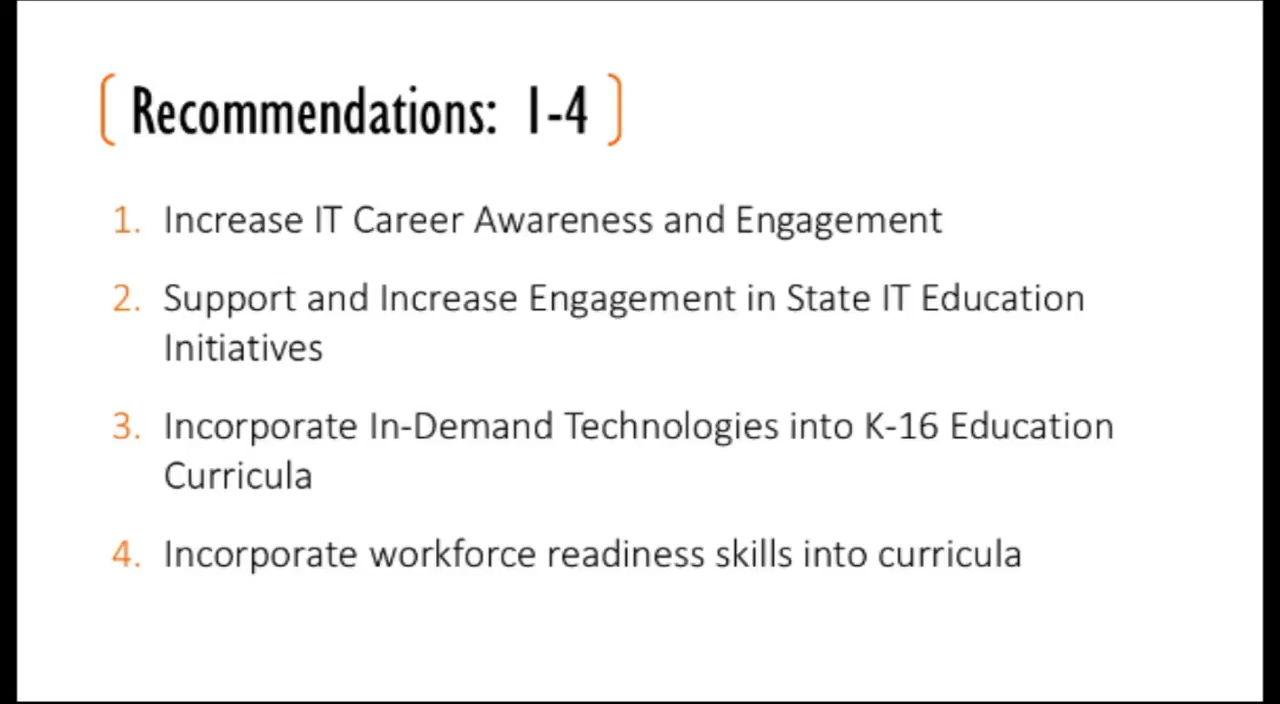 Recommendations: 1-4
1. Increase IT Career Awareness and Engagement
2. Support and Increase Engagement in State IT Education
Initiatives
3. Incorporate In-Demand Technologies into K-16 Education
Curricula
4. Incorporate workforce readiness skills into curricula